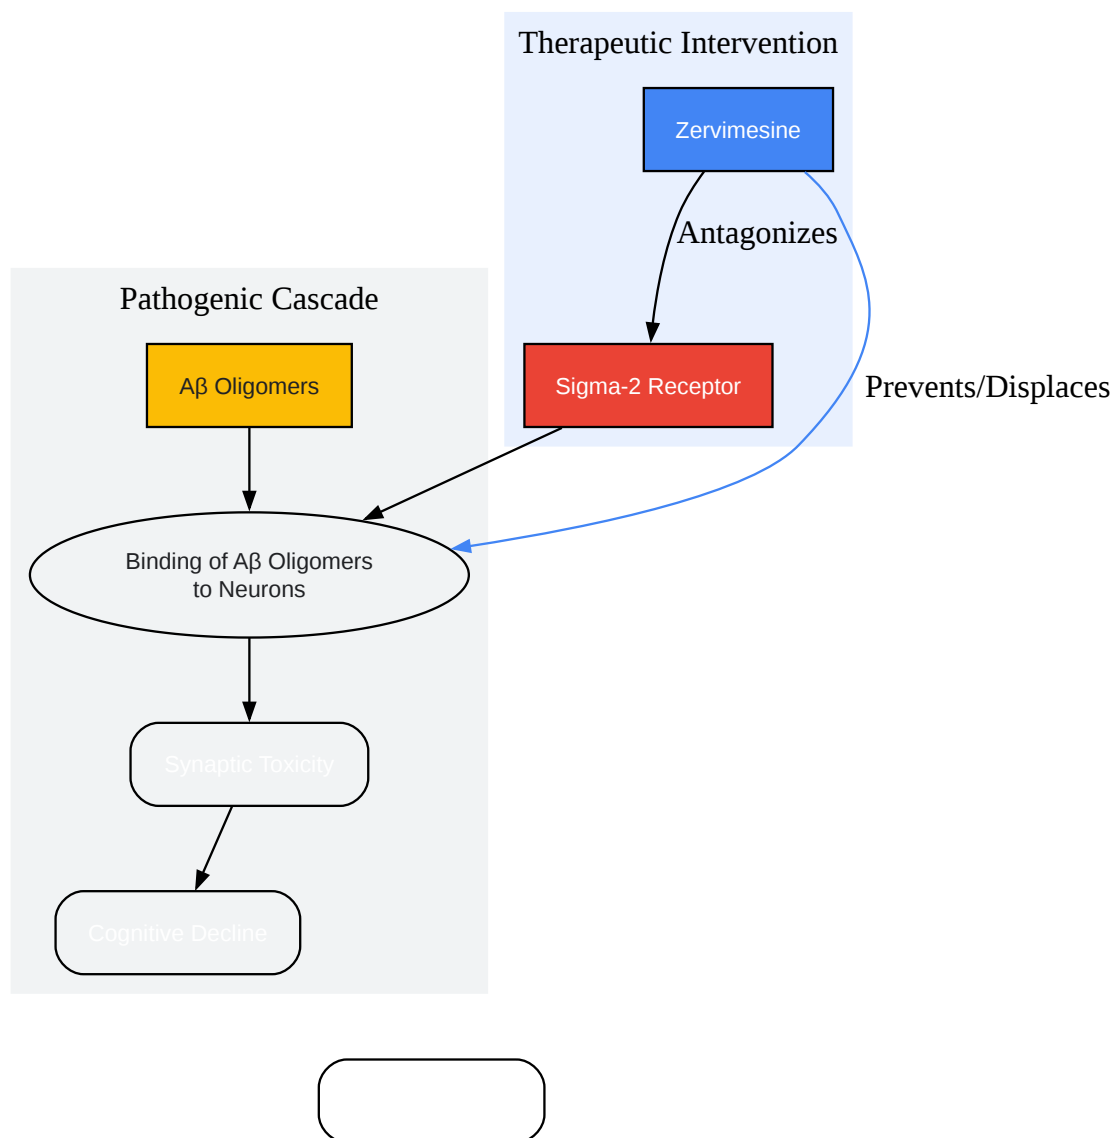 Therapeutic Intervention
Zervimesine
Antagonizes
Pathogenic Cascade
Aβ Oligomers
Sigma-2 Receptor
Prevents/Displaces
Binding of Aβ Oligomers
to Neurons
Synaptic Toxicity
Cognitive Decline